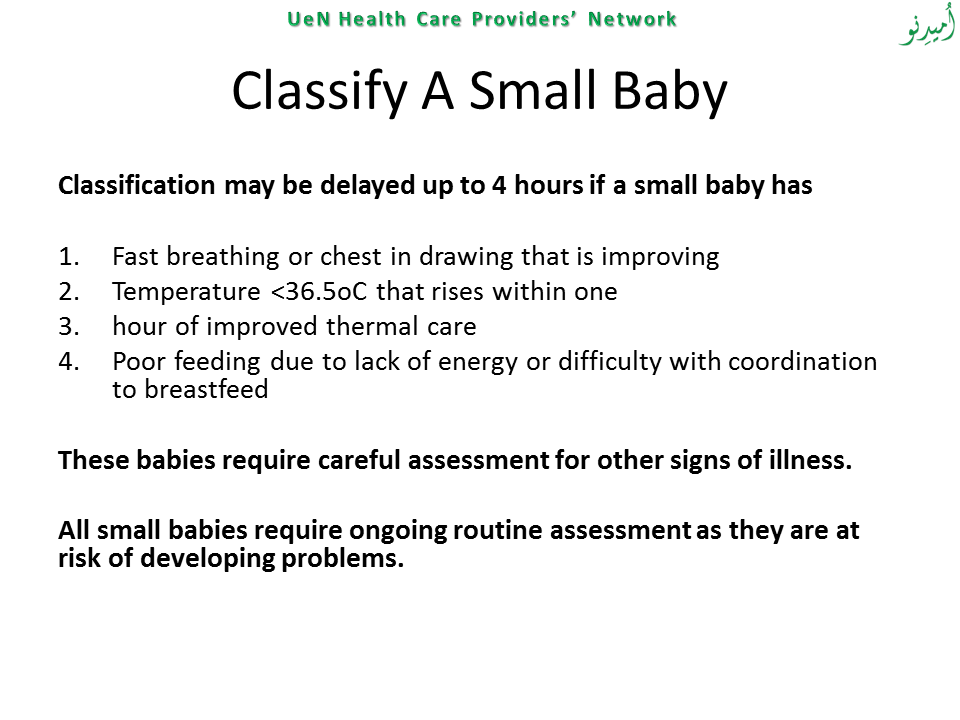 UeN Health Care Providers’ Network
اُمیدِنو
Classify A Small Baby
Classification may be delayed up to 4 hours if a small baby has
1. Fast breathing or chest in drawing that is improving
2. Temperature <36.5oC that rises within one
3. hour of improved thermal care
4. Poor feeding due to lack of energy or difficulty with coordination
to breastfeed
These babies require careful assessment for other signs of illness.
All small babies require ongoing routine assessment as they are at
risk of developing problems.